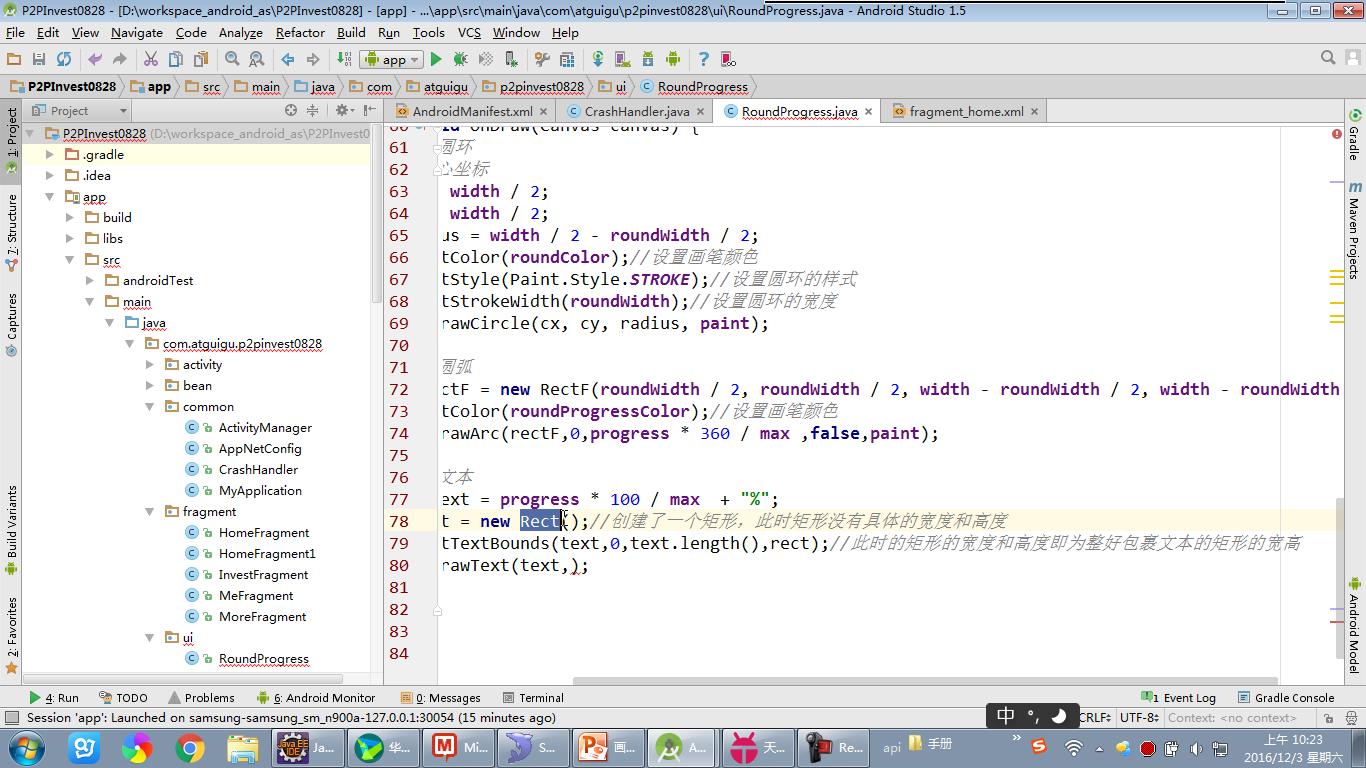 P2PInvest0828 - [D:\workspace_android_as\P2PInvest0828] - [app] - ...\app\src\main\java\com\atguigu\p2pinvest0828\ui\RoundProgress.java - Android Studio 1.5
File Edit View Navigate Code Analyze Refactor Build Run Tools VCS Window Help
app
P2PInvest0828 app src main java com atguigu p2pinvest0828 ui RoundProgress
Project
AndroidManifest.xml CrashHandler.java RoundProgress.java fragment_home.xml
1: Project
7: Structure
Captures
Build Variants
2: Favorites
P2PInvest0828 (D:\workspace_android_as\P2PInvest0
.gradle
.idea
app
build
libs
src
androidTest
main
java
com.atguigu.p2pinvest0828
activity
bean
common
ActivityManager
AppNetConfig
CrashHandler
MyApplication
fragment
HomeFragment
HomeFragment1
InvestFragment
MeFragment
MoreFragment
ui
RoundProgress
60 id onDraw(Canvas canvas) {
61 圆环
62 心坐标
63 width / 2;
64 width / 2;
65 us = width / 2 - roundWidth / 2;
66 tColor(roundColor);//设置画笔颜色
67 tStyle(Paint.Style.STROKE);//设置圆环的样式
68 tStrokeWidth(roundWidth);//设置圆环的宽度
69 rawCircle(cx, cy, radius, paint);
70
71 圆弧
72 ctF = new RectF(roundWidth / 2, roundWidth / 2, width - roundWidth / 2, width - roundWidth
73 tColor(roundProgressColor);//设置画笔颜色
74 rawArc(rectF,0,progress * 360 / max ,false,paint);
75
76 文本
77 ext = progress * 100 / max  + "%";
78 t = new Rect();//创建了一个矩形，此时矩形没有具体的宽度和高度
79 tTextBounds(text,0,text.length(),rect);//此时的矩形的宽度和高度即为整好包裹文本的矩形的宽高
80 rawText(text,);
81
82
83
84
Gradle
Maven Projects
Android Model
4: Run TODO Problems 6: Android Monitor 0: Messages Terminal 1 Event Log Gradle Console
Session 'app': Launched on samsung-samsung_sm_n900a-127.0.0.1:30054 (15 minutes ago) 中 °, CRLF UTF-8 Context: <no context>
Java EE IDE Ja... 华... Mi... S... 画... A... 天... Re... api 手册 上午 10:23
2016/12/3 星期六